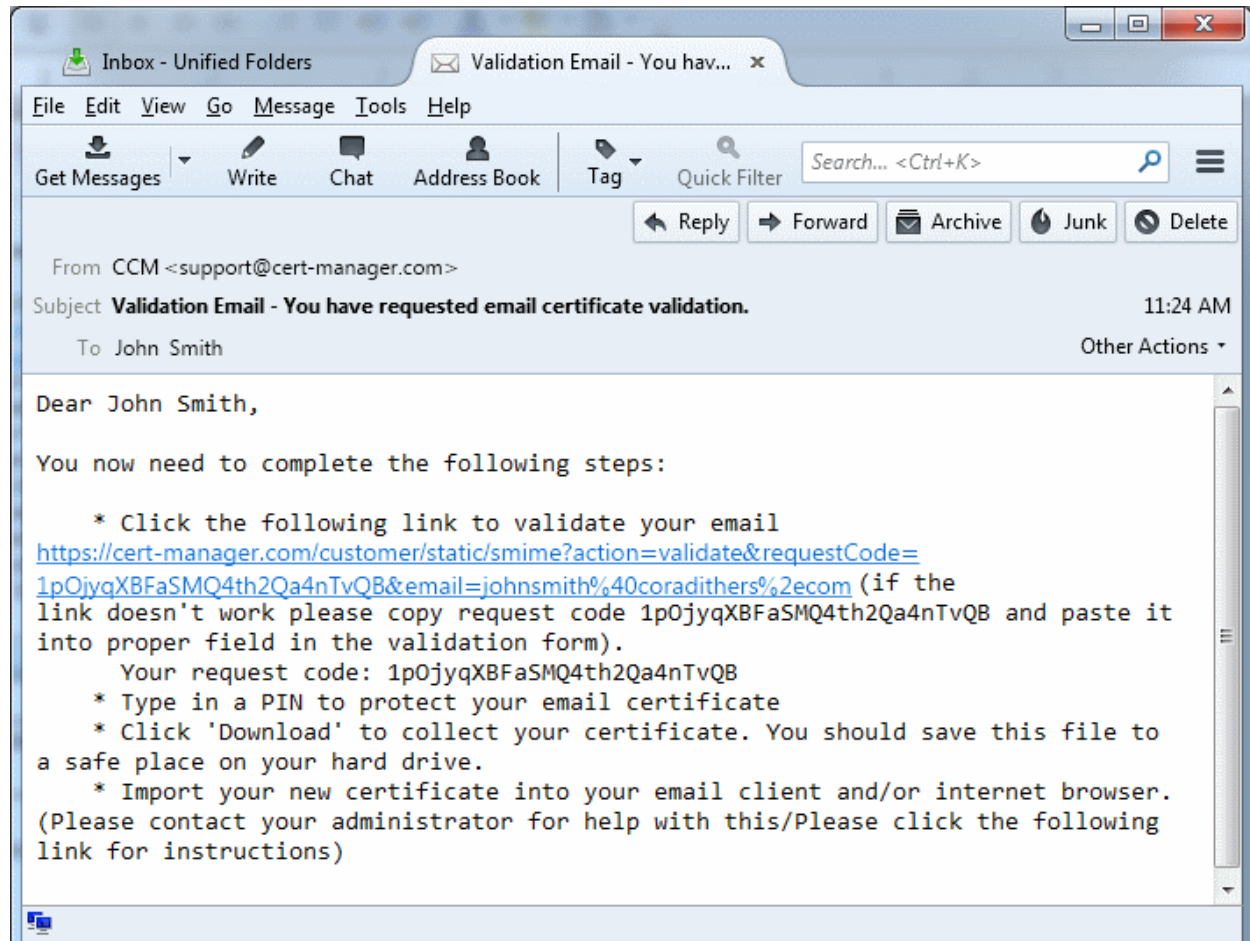 Inbox - Unified Folders
Validation Email - You hav... x
File Edit View Go Message Tools Help
Get Messages Write Chat Address Book Tag Quick Filter Search... <Ctrl+K>
Reply Forward Archive Junk Delete
From CCM <support@cert-manager.com>
Subject Validation Email - You have requested email certificate validation. 11:24 AM
To John Smith Other Actions
Dear John Smith,
You now need to complete the following steps:
* Click the following link to validate your email
https://cert-manager.com/customer/static/smime?action=validate&requestCode=
1pOjyqXBFaSMQ4th2Qa4nTvQB&email=johnsmith%40coradithers%2ecom (if the
link doesn't work please copy request code 1pOjyqXBFaSMQ4th2Qa4nTvQB and paste it
into proper field in the validation form).
Your request code: 1pOjyqXBFaSMQ4th2Qa4nTvQB
* Type in a PIN to protect your email certificate
* Click 'Download' to collect your certificate. You should save this file to
a safe place on your hard drive.
* Import your new certificate into your email client and/or internet browser.
(Please contact your administrator for help with this/Please click the following
link for instructions)